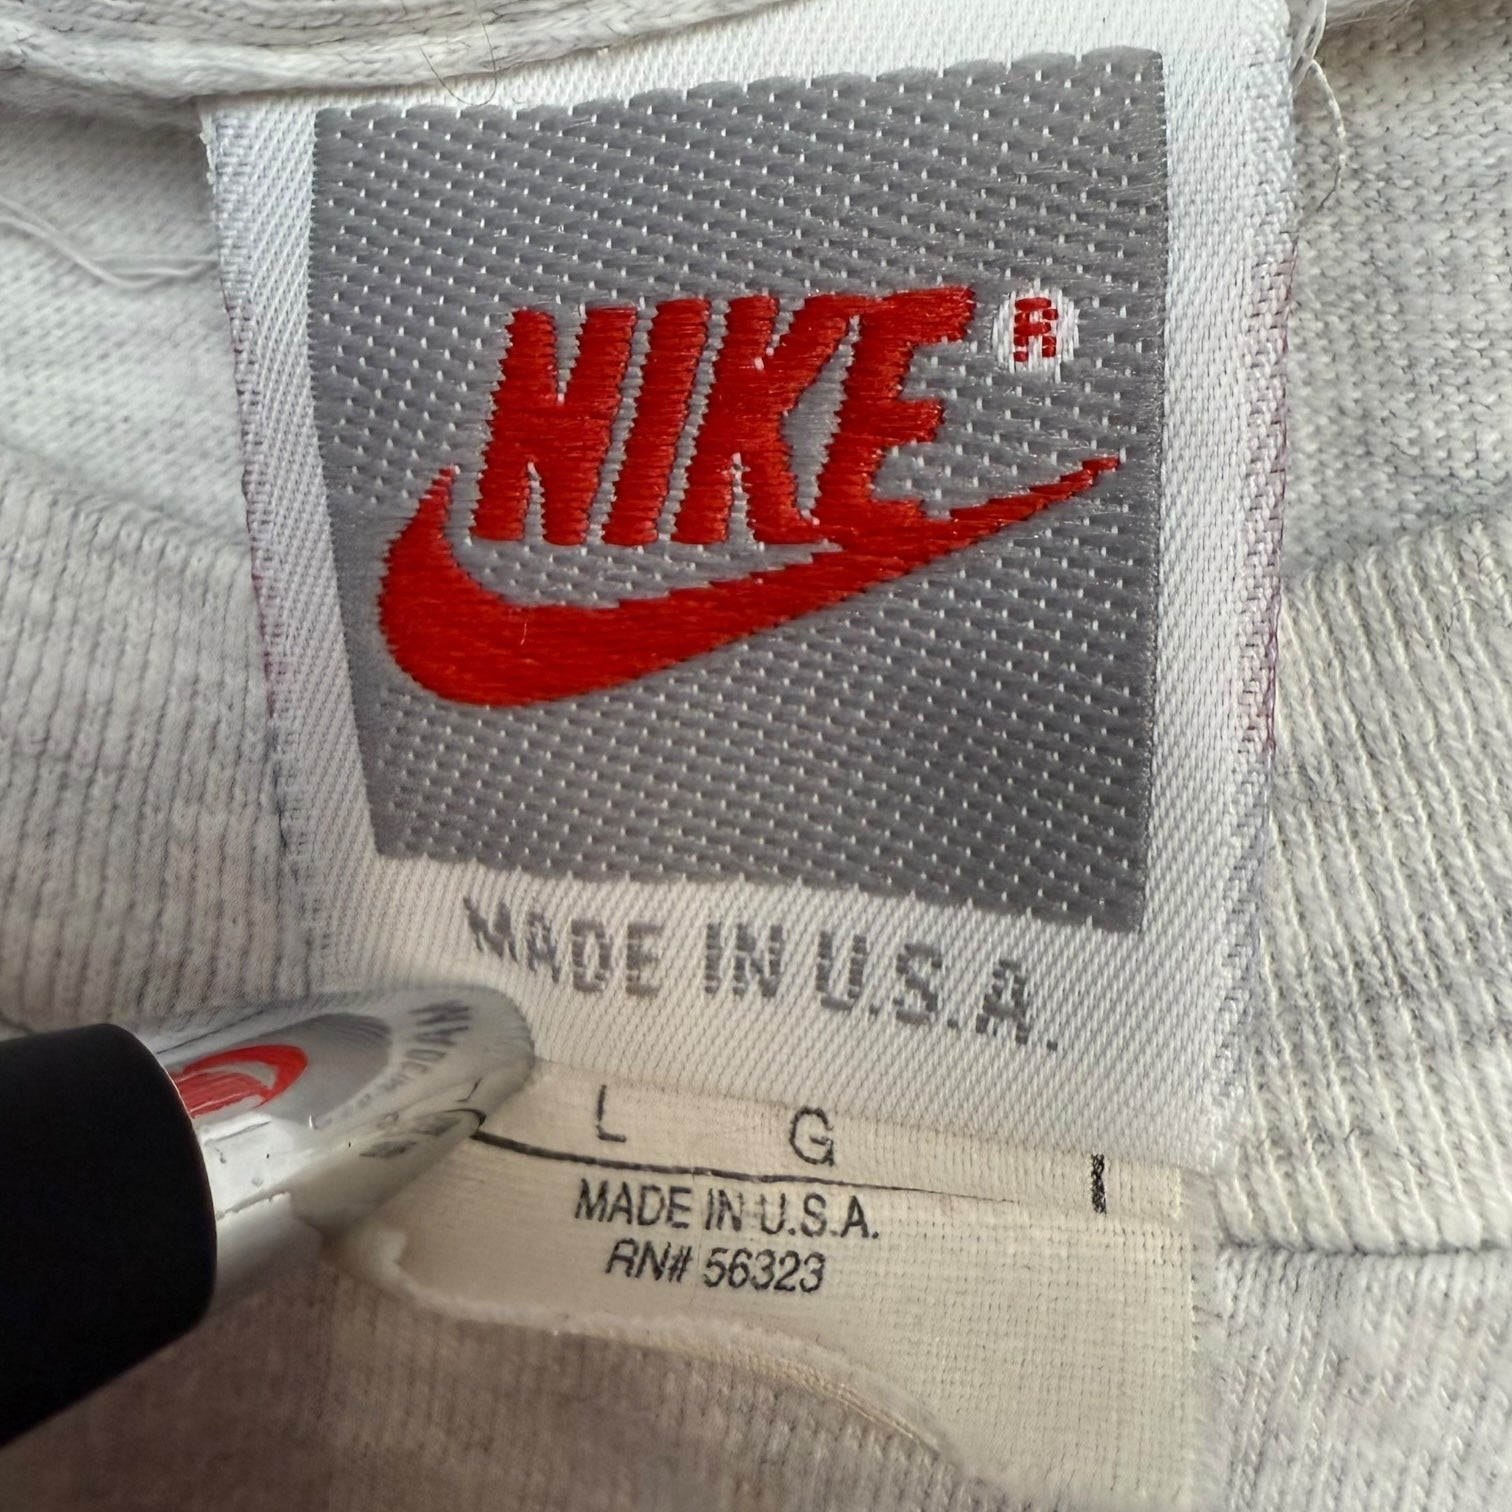 NIKE®
MADE IN U.S.A.
L G
MADE IN U.S.A.
RN# 56323